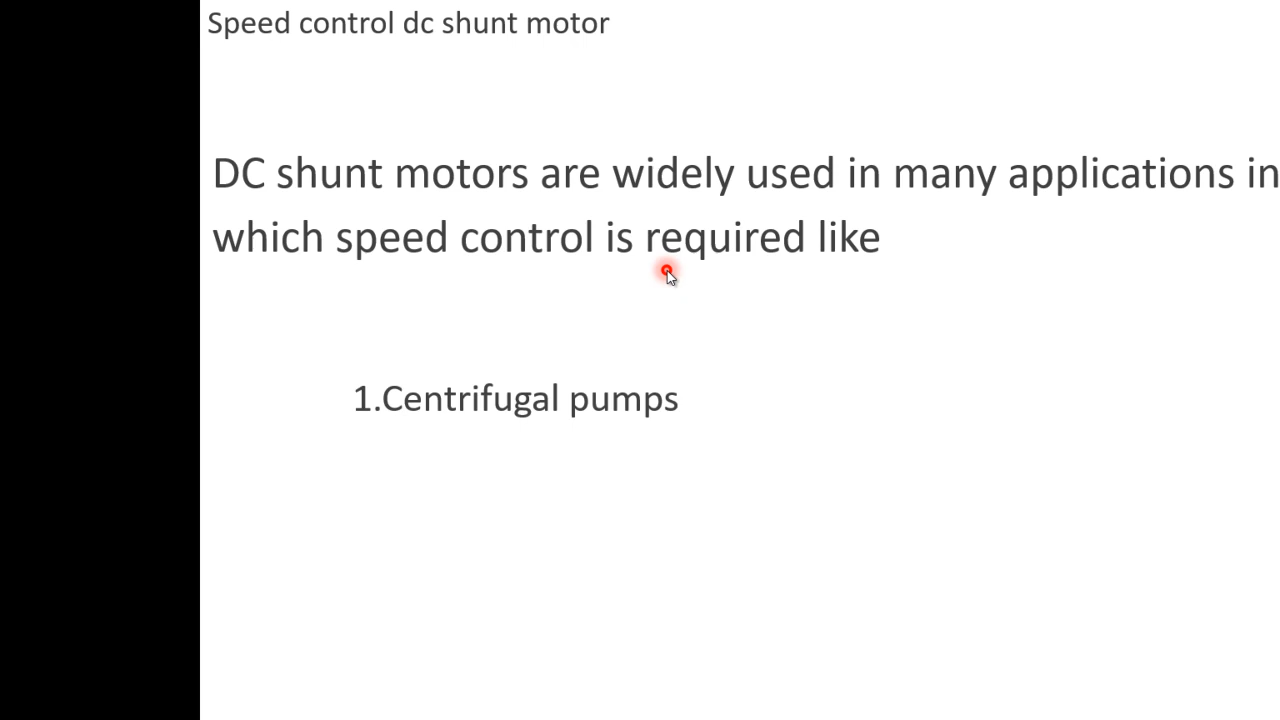 Speed control dc shunt motor
DC shunt motors are widely used in many applications in
which speed control is required like
1.Centrifugal pumps